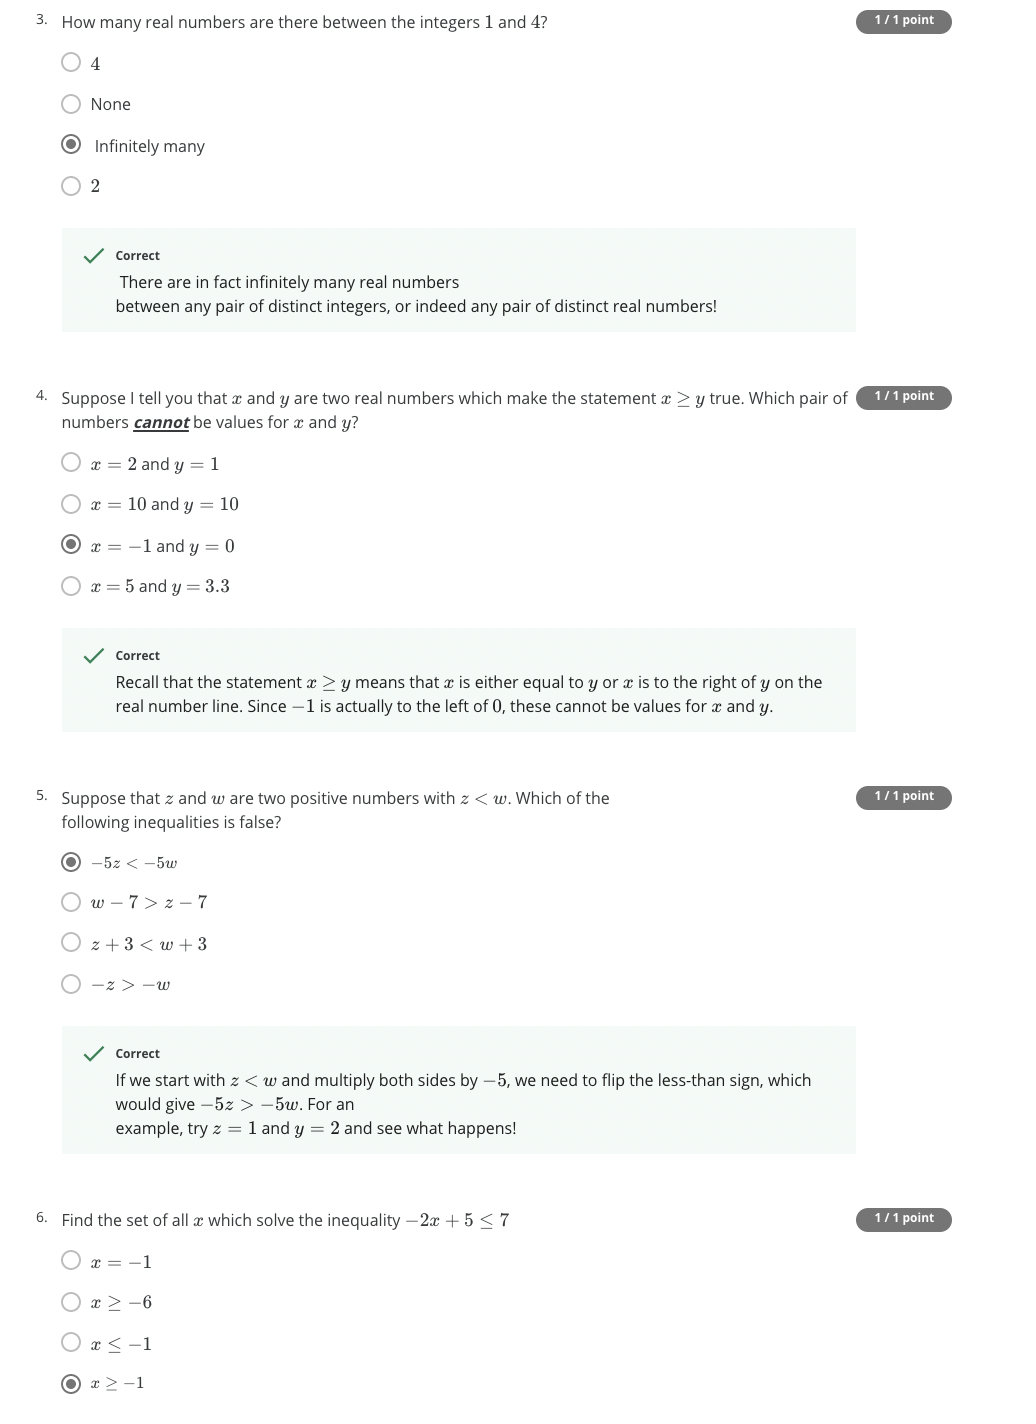 3. How many real numbers are there between the integers 1 and 4? 1 / 1 point
4
None
Infinitely many
2
Correct
There are in fact infinitely many real numbers
between any pair of distinct integers, or indeed any pair of distinct real numbers!
4. Suppose I tell you that x and y are two real numbers which make the statement x ≥ y true. Which pair of 1 / 1 point
numbers cannot be values for x and y?
x = 2 and y = 1
x = 10 and y = 10
x = −1 and y = 0
x = 5 and y = 3.3
Correct
Recall that the statement x ≥ y means that x is either equal to y or x is to the right of y on the
real number line. Since −1 is actually to the left of 0, these cannot be values for x and y.
5. Suppose that z and w are two positive numbers with z < w. Which of the 1 / 1 point
following inequalities is false?
−5z < −5w
w − 7 > z − 7
z + 3 < w + 3
−z > −w
Correct
If we start with z < w and multiply both sides by −5, we need to flip the less-than sign, which
would give −5z > −5w. For an
example, try z = 1 and y = 2 and see what happens!
6. Find the set of all x which solve the inequality −2x + 5 ≤ 7 1 / 1 point
x = −1
x ≥ −6
x ≤ −1
x ≥ −1